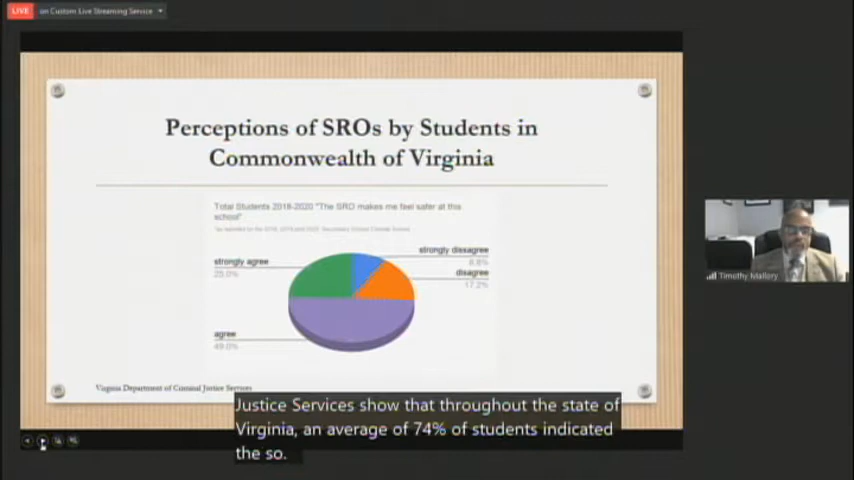 LIVE
on Custom Live Streaming Service
Perceptions of SROs by Students in
Commonwealth of Virginia
Total Students 2018-2020 "The SRO makes me feel safer at this
school"
strongly agree
25.0%
strongly disagree
8.8%
disagree
17.2%
agree
49.0%
Timothy Mallory
Virginia Department of Criminal Justice Services
Justice Services show that throughout the state of
Virginia, an average of 74% of students indicated
the so.